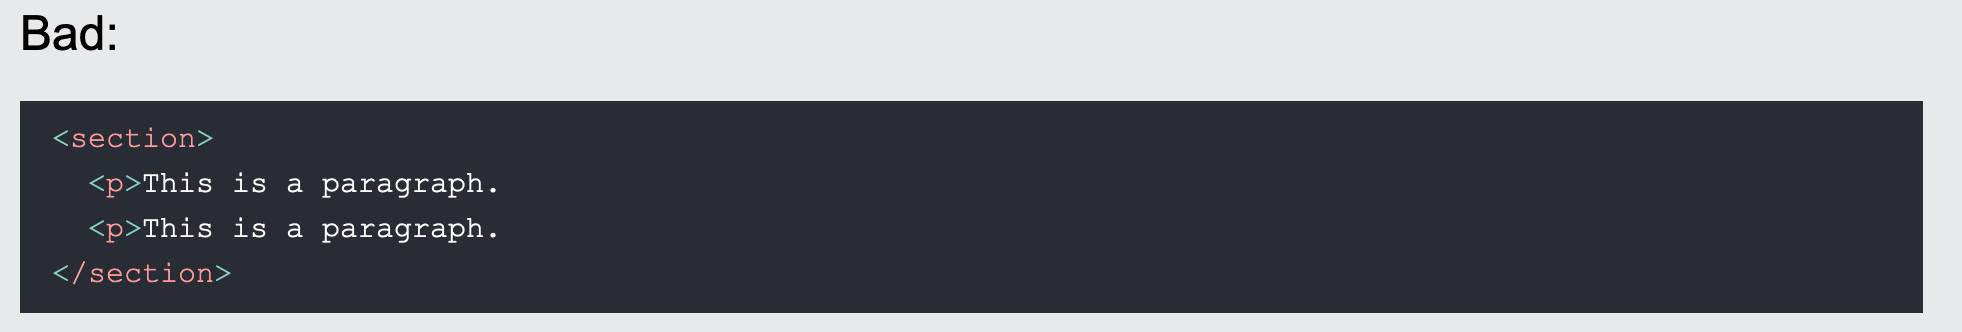 Bad:
<section>
  <p>This is a paragraph.
  <p>This is a paragraph.
</section>